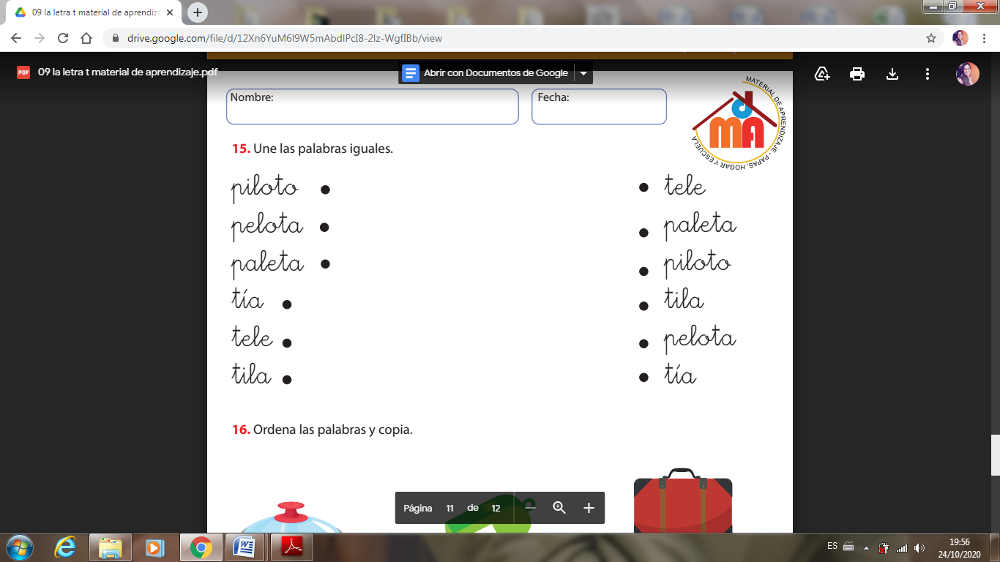 09 la letra t material de aprendiza
drive.google.com/file/d/12Xn6YuM6I9W5mAbdIPcI8-2lz-WgfIBb/view
PDF 09 la letra t material de aprendizaje.pdf
Abrir con Documentos de Google
Nombre:
Fecha:
MATERIAL DE APRENDIZAJE - PAPAS, HOGAR Y ESCUELA
d
mA
15. Une las palabras iguales.
piloto • • tele
pelota • • paleta
paleta • • piloto
tía • • tila
tele • • pelota
tila • • tía
16. Ordena las palabras y copia.
Página 11 de 12
ES
19:56
24/10/2020